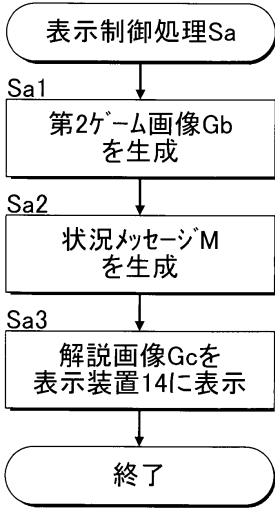 表示制御処理Sa
Sa1
第2ｹﾞｰﾑ画像Gb
を生成
Sa2
状況ﾒｯｾｰｼﾞM
を生成
Sa3
解説画像Gcを
表示装置14に表示
終了